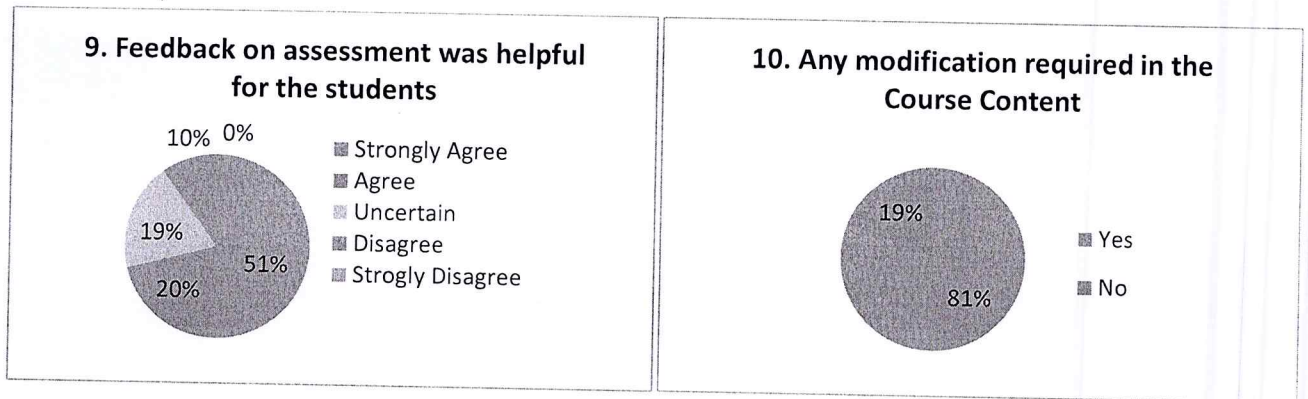 9. Feedback on assessment was helpful
for the students
10% 0%
19%
51%
20%
Strongly Agree
Agree
Uncertain
Disagree
Strogly Disagree
10. Any modification required in the
Course Content
19%
81%
Yes
No